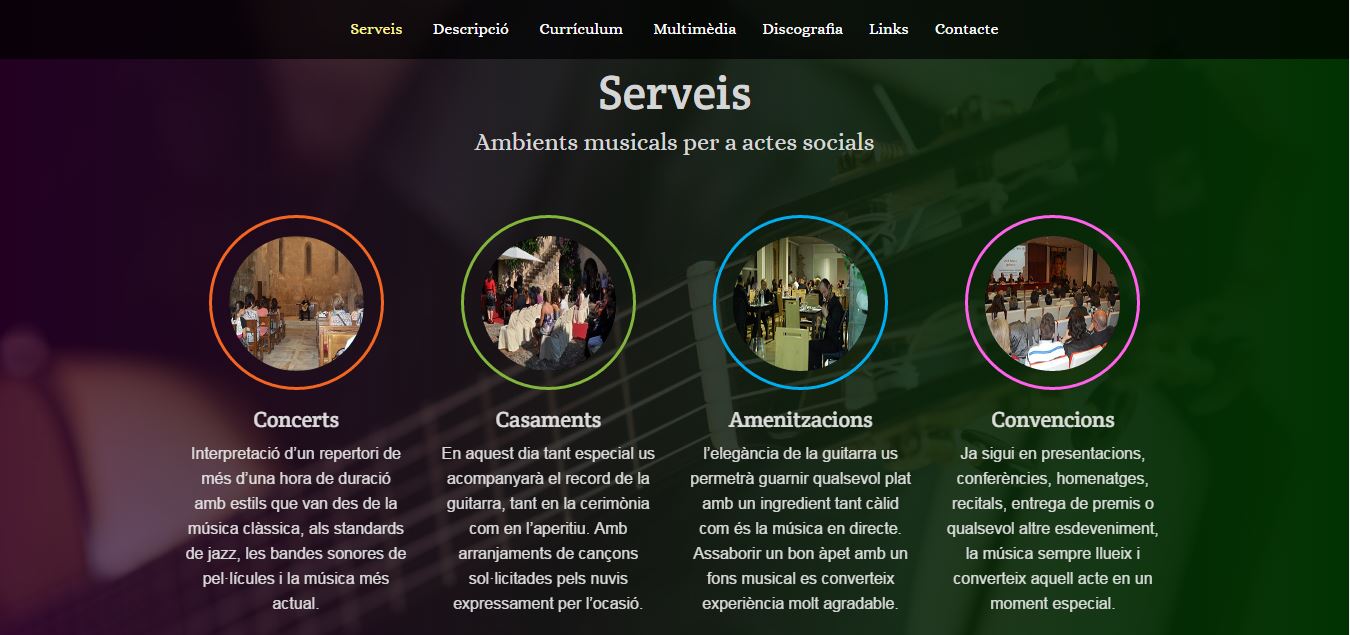 Serveis Descripció Currículum Multimèdia Discografia Links Contacte
Serveis
Ambients musicals per a actes socials
Concerts
Interpretació d’un repertori de
més d’una hora de duració
amb estils que van des de la
música clàssica, als standards
de jazz, les bandes sonores de
pel·lícules i la música més
actual.
Casaments
En aquest dia tant especial us
acompanyarà el record de la
guitarra, tant en la cerimònia
com en l’aperitiu. Amb
arranjaments de cançons
sol·licitades pels nuvis
expressament per l’ocasió.
Amenitzacions
l’elegància de la guitarra us
permetrà guarnir qualsevol plat
amb un ingredient tant càlid
com és la música en directe.
Assaborir un bon àpet amb un
fons musical es converteix
experiència molt agradable.
Convencions
Ja sigui en presentacions,
conferències, homenatges,
recitals, entrega de premis o
qualsevol altre esdeveniment,
la música sempre llueix i
converteix aquell acte en un
moment especial.